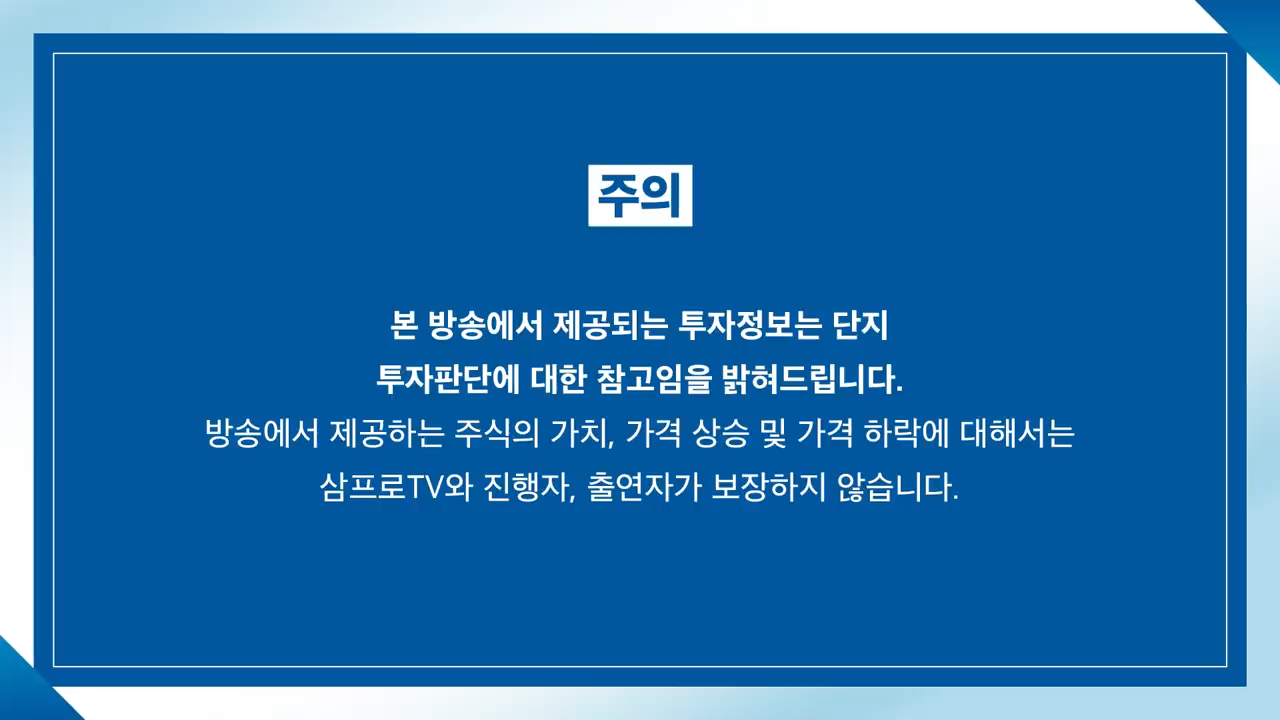 주의
본 방송에서 제공되는 투자정보는 단지
투자판단에 대한 참고임을 밝혀드립니다.
방송에서 제공하는 주식의 가치, 가격 상승 및 가격 하락에 대해서는
삼프로TV와 진행자, 출연자가 보장하지 않습니다.